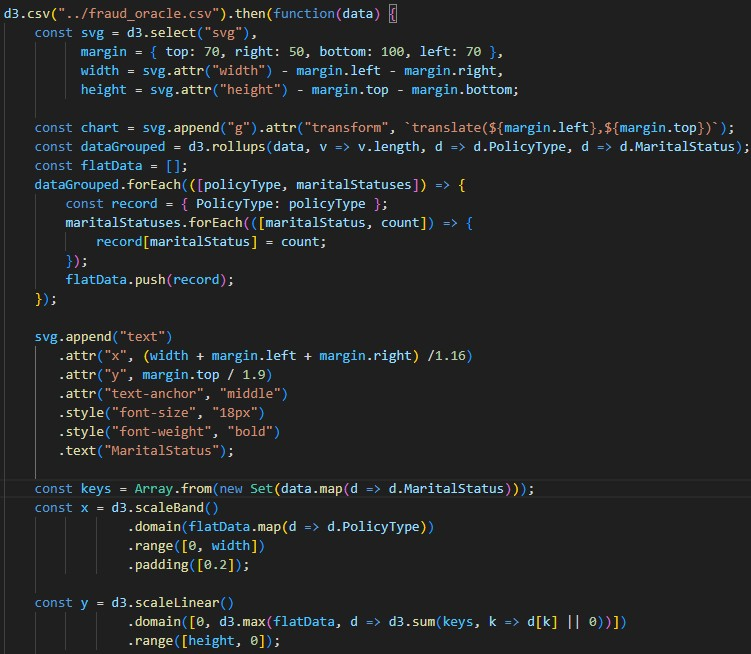 d3.csv("../fraud_oracle.csv").then(function(data) {
    const svg = d3.select("svg"),
          margin = { top: 70, right: 50, bottom: 100, left: 70 },
          width = svg.attr("width") - margin.left - margin.right,
          height = svg.attr("height") - margin.top - margin.bottom;

    const chart = svg.append("g").attr("transform", `translate(${margin.left},${margin.top})`);
    const dataGrouped = d3.rollups(data, v => v.length, d => d.PolicyType, d => d.MaritalStatus);
    const flatData = [];
    dataGrouped.forEach(([policyType, maritalStatuses]) => {
        const record = { PolicyType: policyType };
        maritalStatuses.forEach(([maritalStatus, count]) => {
            record[maritalStatus] = count;
        });
        flatData.push(record);
    });

    svg.append("text")
       .attr("x", (width + margin.left + margin.right) /1.16)
       .attr("y", margin.top / 1.9)
       .attr("text-anchor", "middle")
       .style("font-size", "18px")
       .style("font-weight", "bold")
       .text("MaritalStatus");

    const keys = Array.from(new Set(data.map(d => d.MaritalStatus)));
    const x = d3.scaleBand()
                .domain(flatData.map(d => d.PolicyType))
                .range([0, width])
                .padding([0.2]);

    const y = d3.scaleLinear()
                .domain([0, d3.max(flatData, d => d3.sum(keys, k => d[k] || 0))])
                .range([height, 0]);